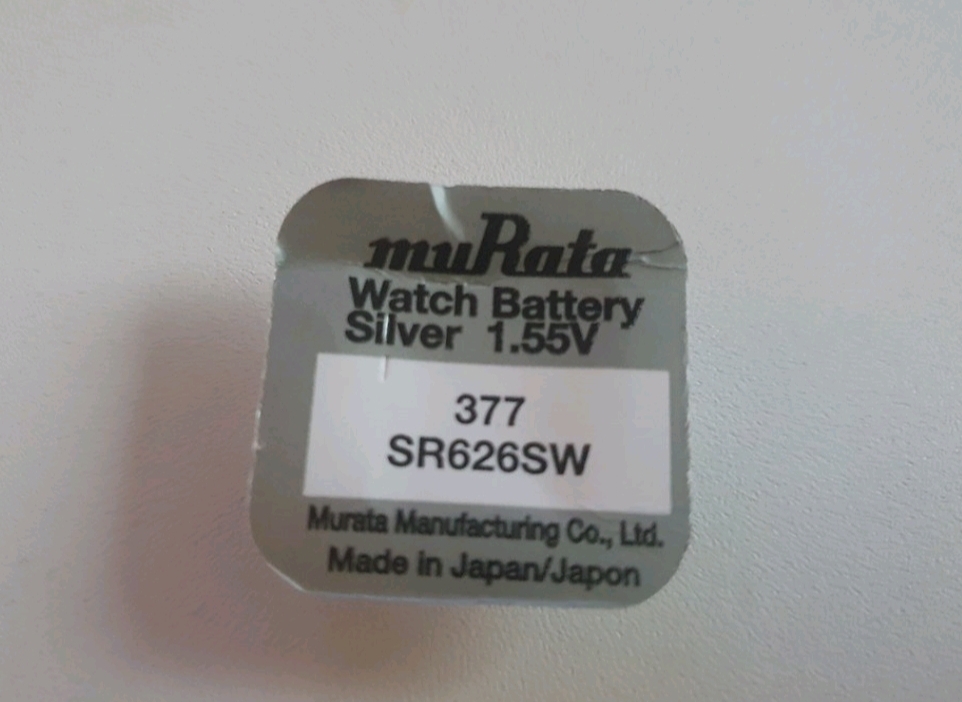 muRata
Watch Battery
Silver 1.55V
377
SR626SW
Murata Manufacturing Co., Ltd.
Made in Japan/Japon